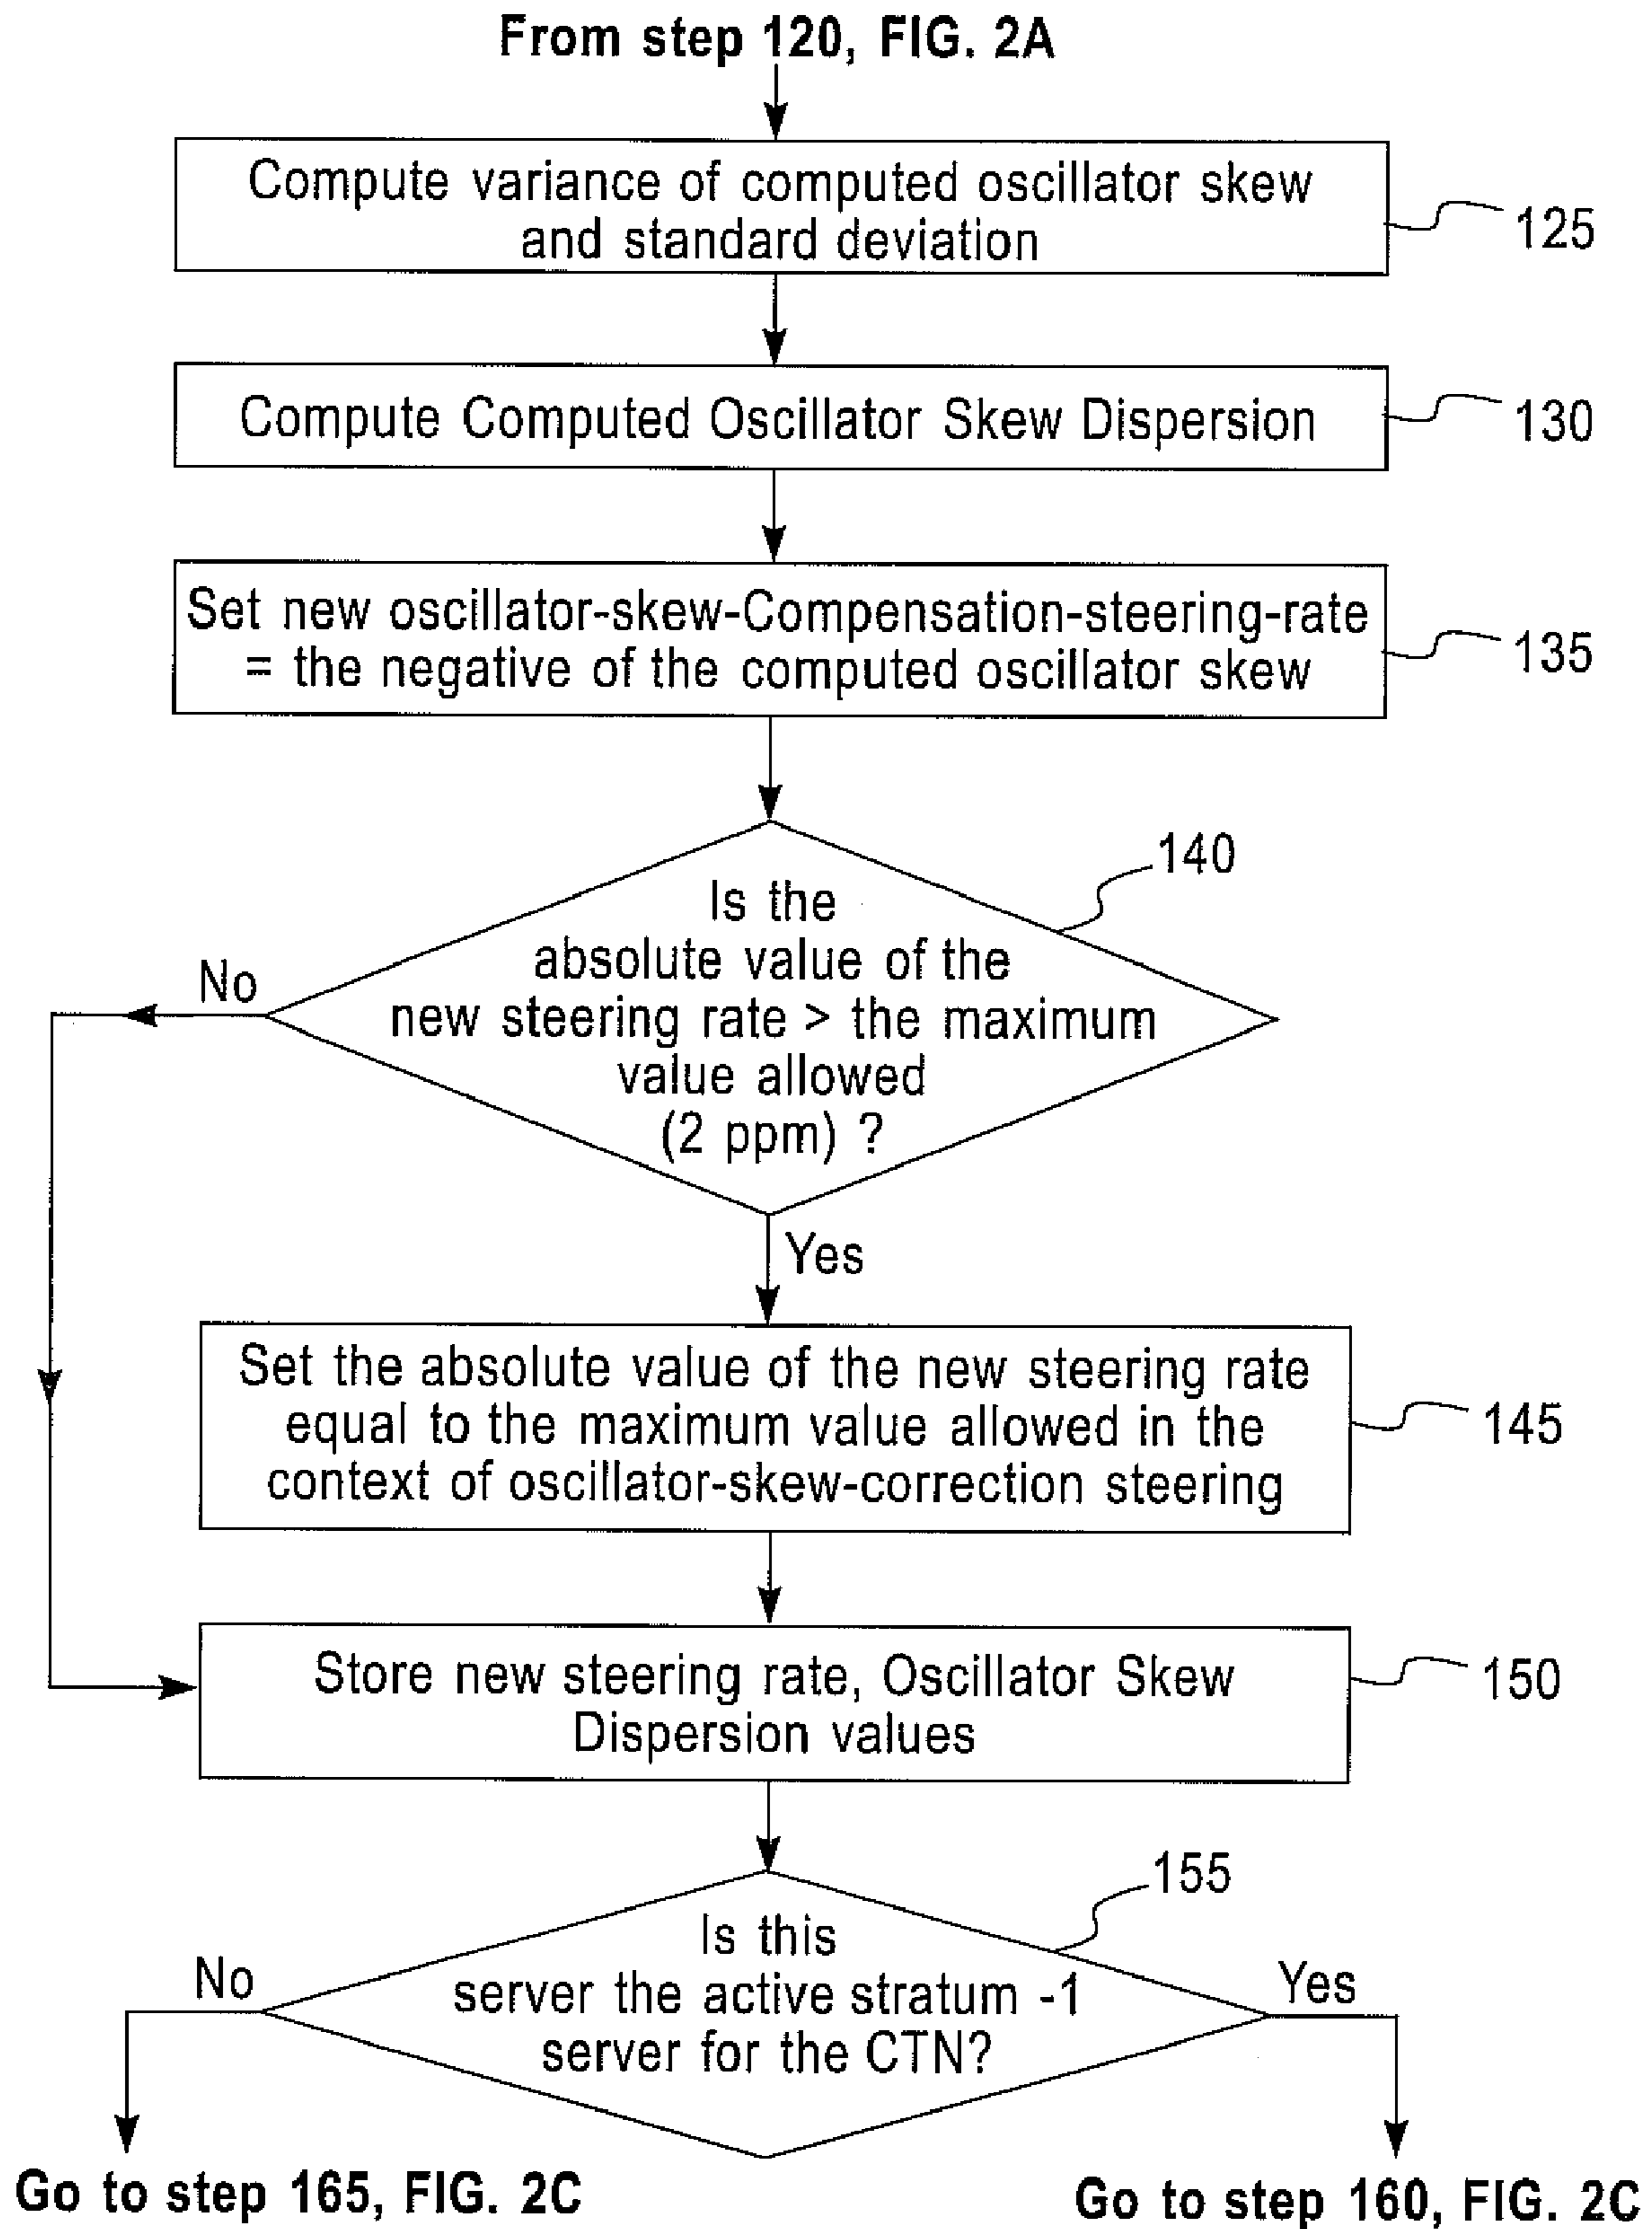 From step 120, FIG. 2A
Compute variance of computed oscillator skew
and standard deviation
125
Compute Computed Oscillator Skew Dispersion
130
Set new oscillator-skew-Compensation-steering-rate
= the negative of the computed oscillator skew
135
140
Is the
absolute value of the
new steering rate > the maximum
value allowed
(2 ppm) ?
No
Yes
Set the absolute value of the new steering rate
equal to the maximum value allowed in the
context of oscillator-skew-correction steering
145
Store new steering rate, Oscillator Skew
Dispersion values
150
155
Is this
server the active stratum -1
server for the CTN?
No
Yes
Go to step 165, FIG. 2C
Go to step 160, FIG. 2C